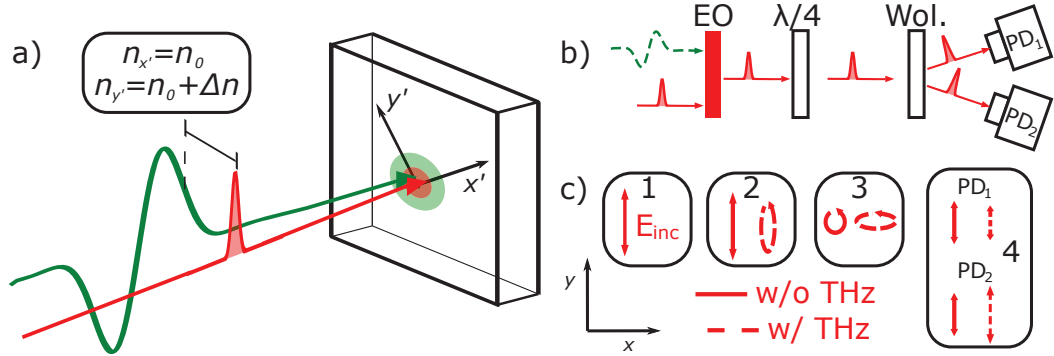 a)
n_x'=n_0
n_y'=n_0+Δn
y'
x'
b)
EO
λ/4
Wol.
PD_1
PD_2
c)
1
E_inc
2
3
PD_1
4
PD_2
y
x
w/o THz
w/ THz